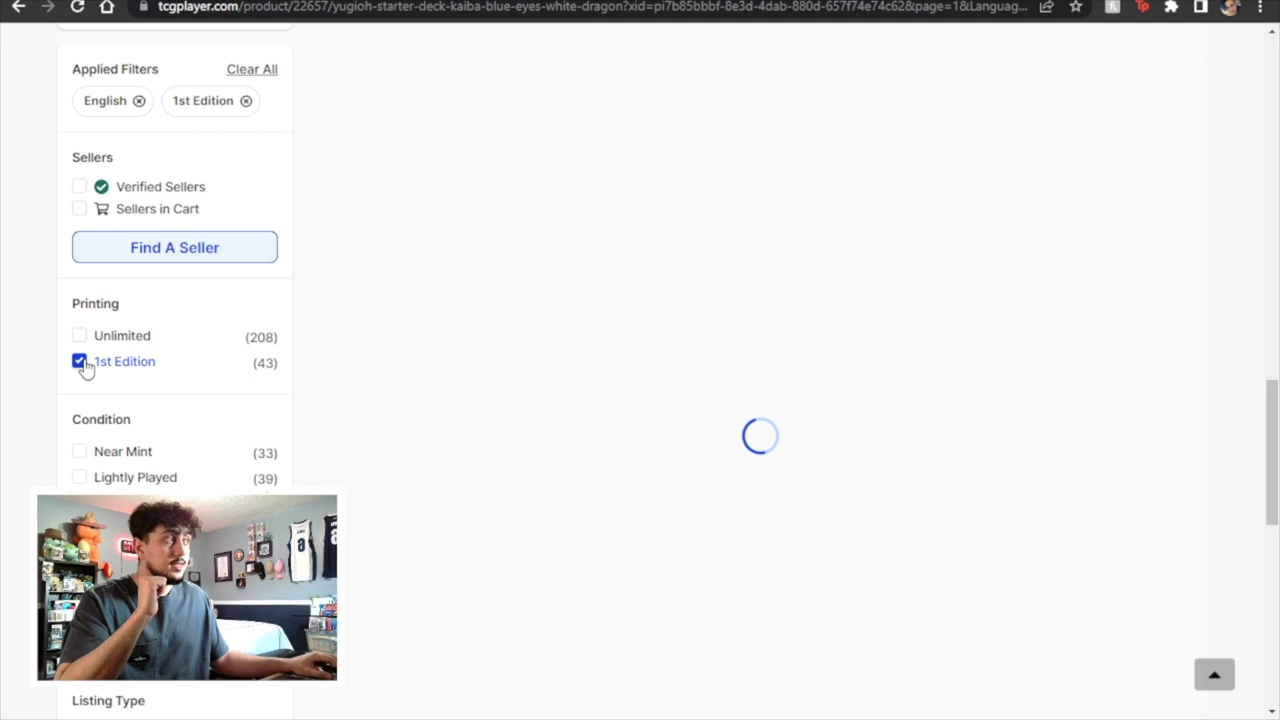 tcgplayer.com/product/22657/yugioh-starter-deck-kaiba-blue-eyes-white-dragon?xid=pi7b85bbbf-8e3d-4dab-880d-657f74e74c62&page=1&Languag...
Applied Filters Clear All
English 1st Edition
Sellers
Verified Sellers
Sellers in Cart
Find A Seller
Printing
Unlimited (208)
1st Edition (43)
Condition
Near Mint (33)
Lightly Played (39)
Listing Type